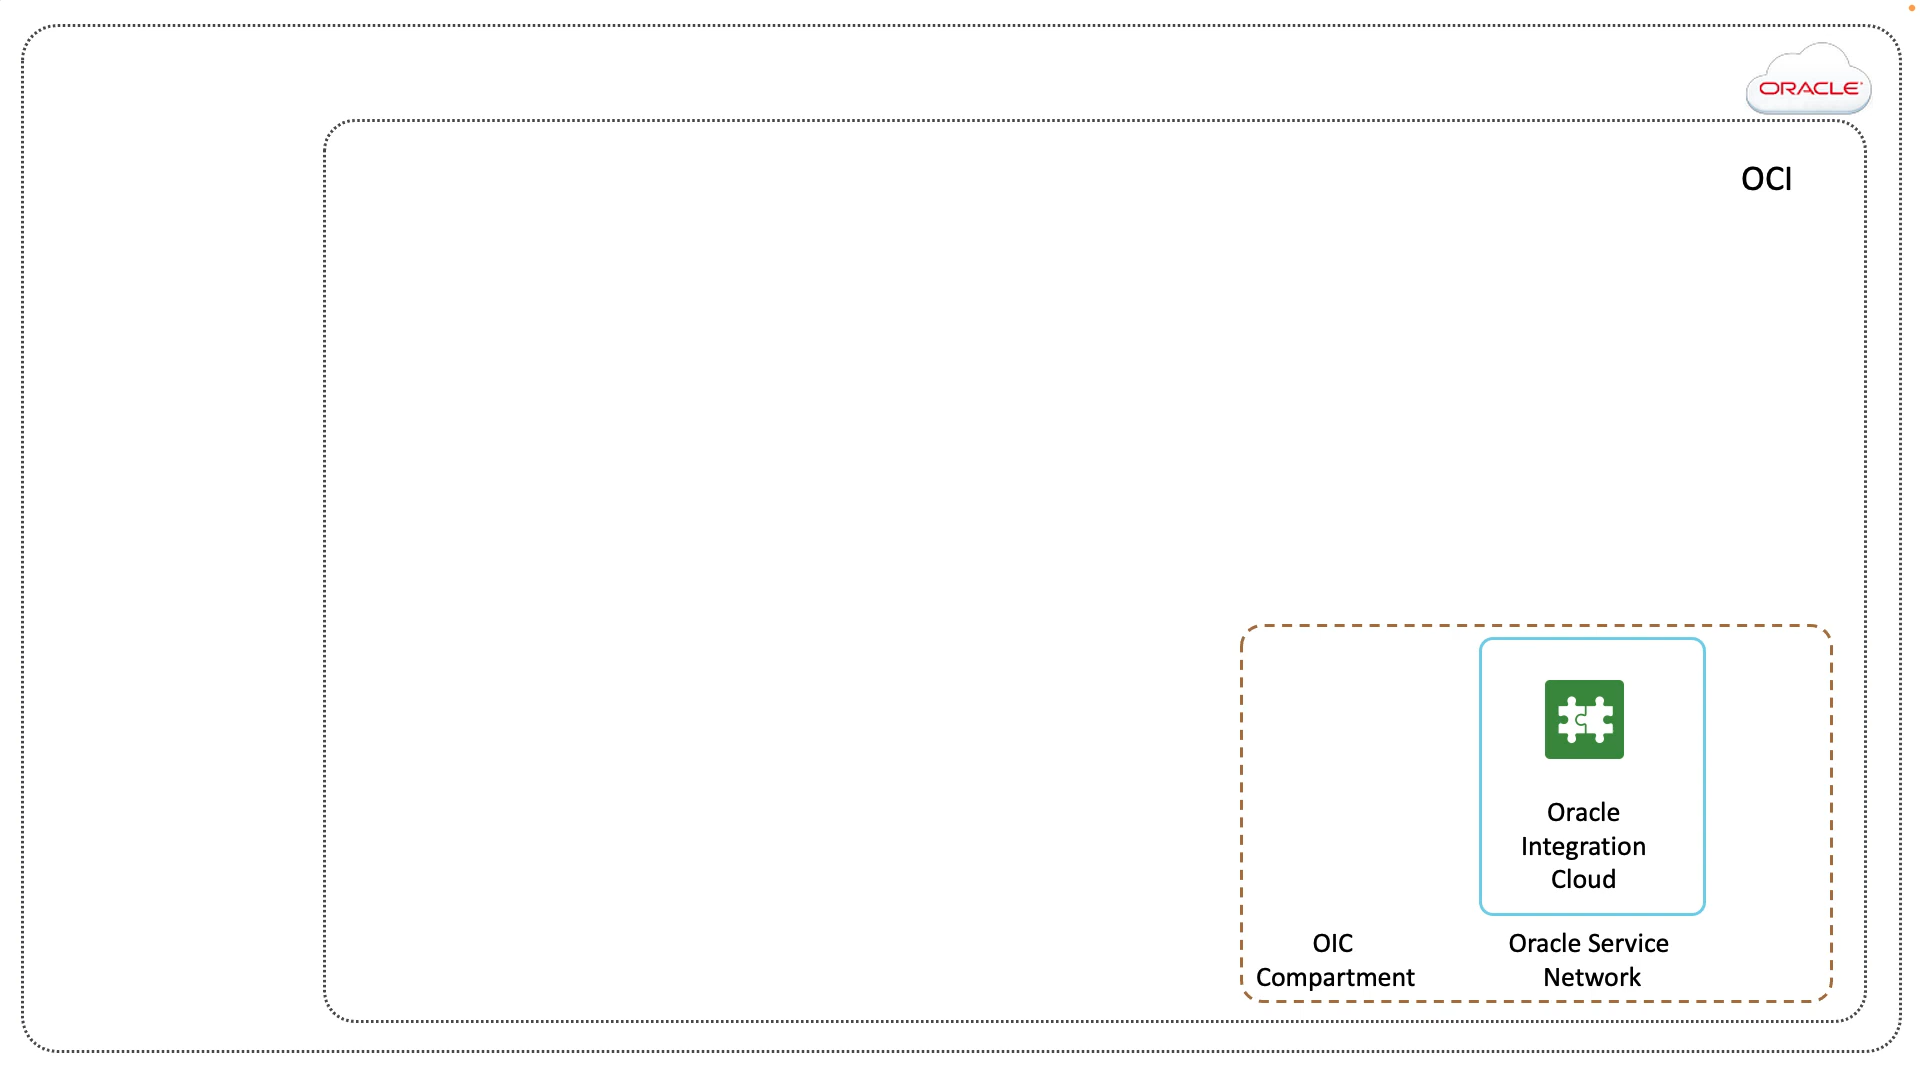 ORACLE
OCI
Oracle
Integration
Cloud
OIC
Compartment
Oracle Service
Network